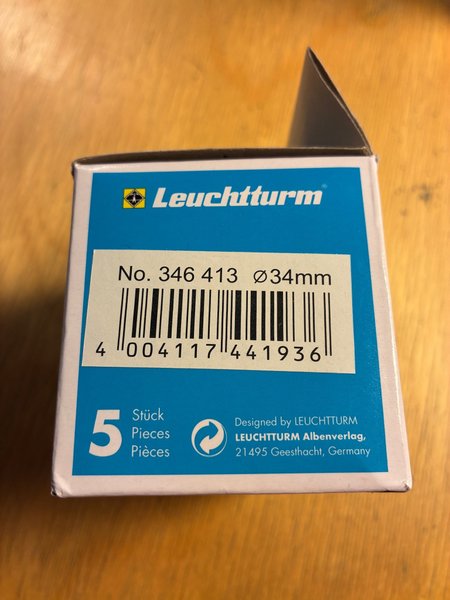 Leuchtturm
No. 346 413 ⌀34mm
4 004117 441936
5
Stück
Pieces
Pièces
Designed by LEUCHTTURM
LEUCHTTURM Albenverlag,
21495 Geesthacht, Germany